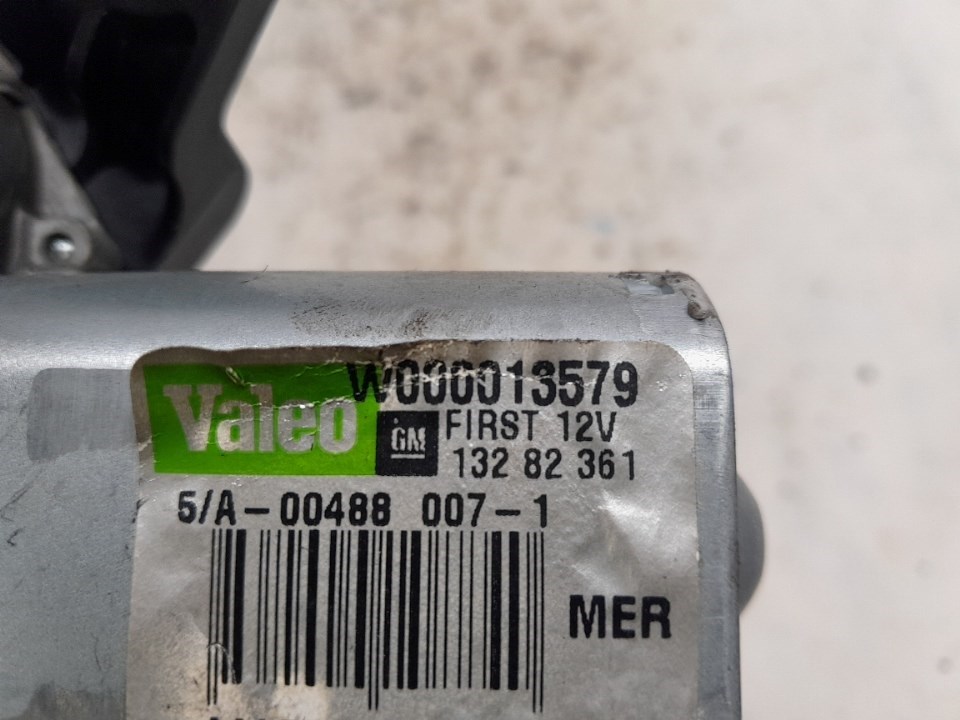 Valeo W000013579
GM FIRST 12V
132 82 361
5/A-00488 007-1
MER